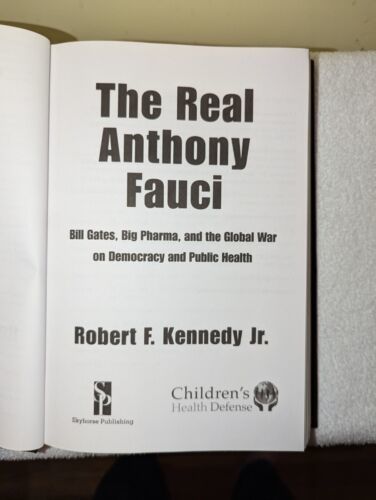 The Real
Anthony
Fauci
Bill Gates, Big Pharma, and the Global War
on Democracy and Public Health
Robert F. Kennedy Jr.
Skyhorse Publishing
Children's
Health Defense